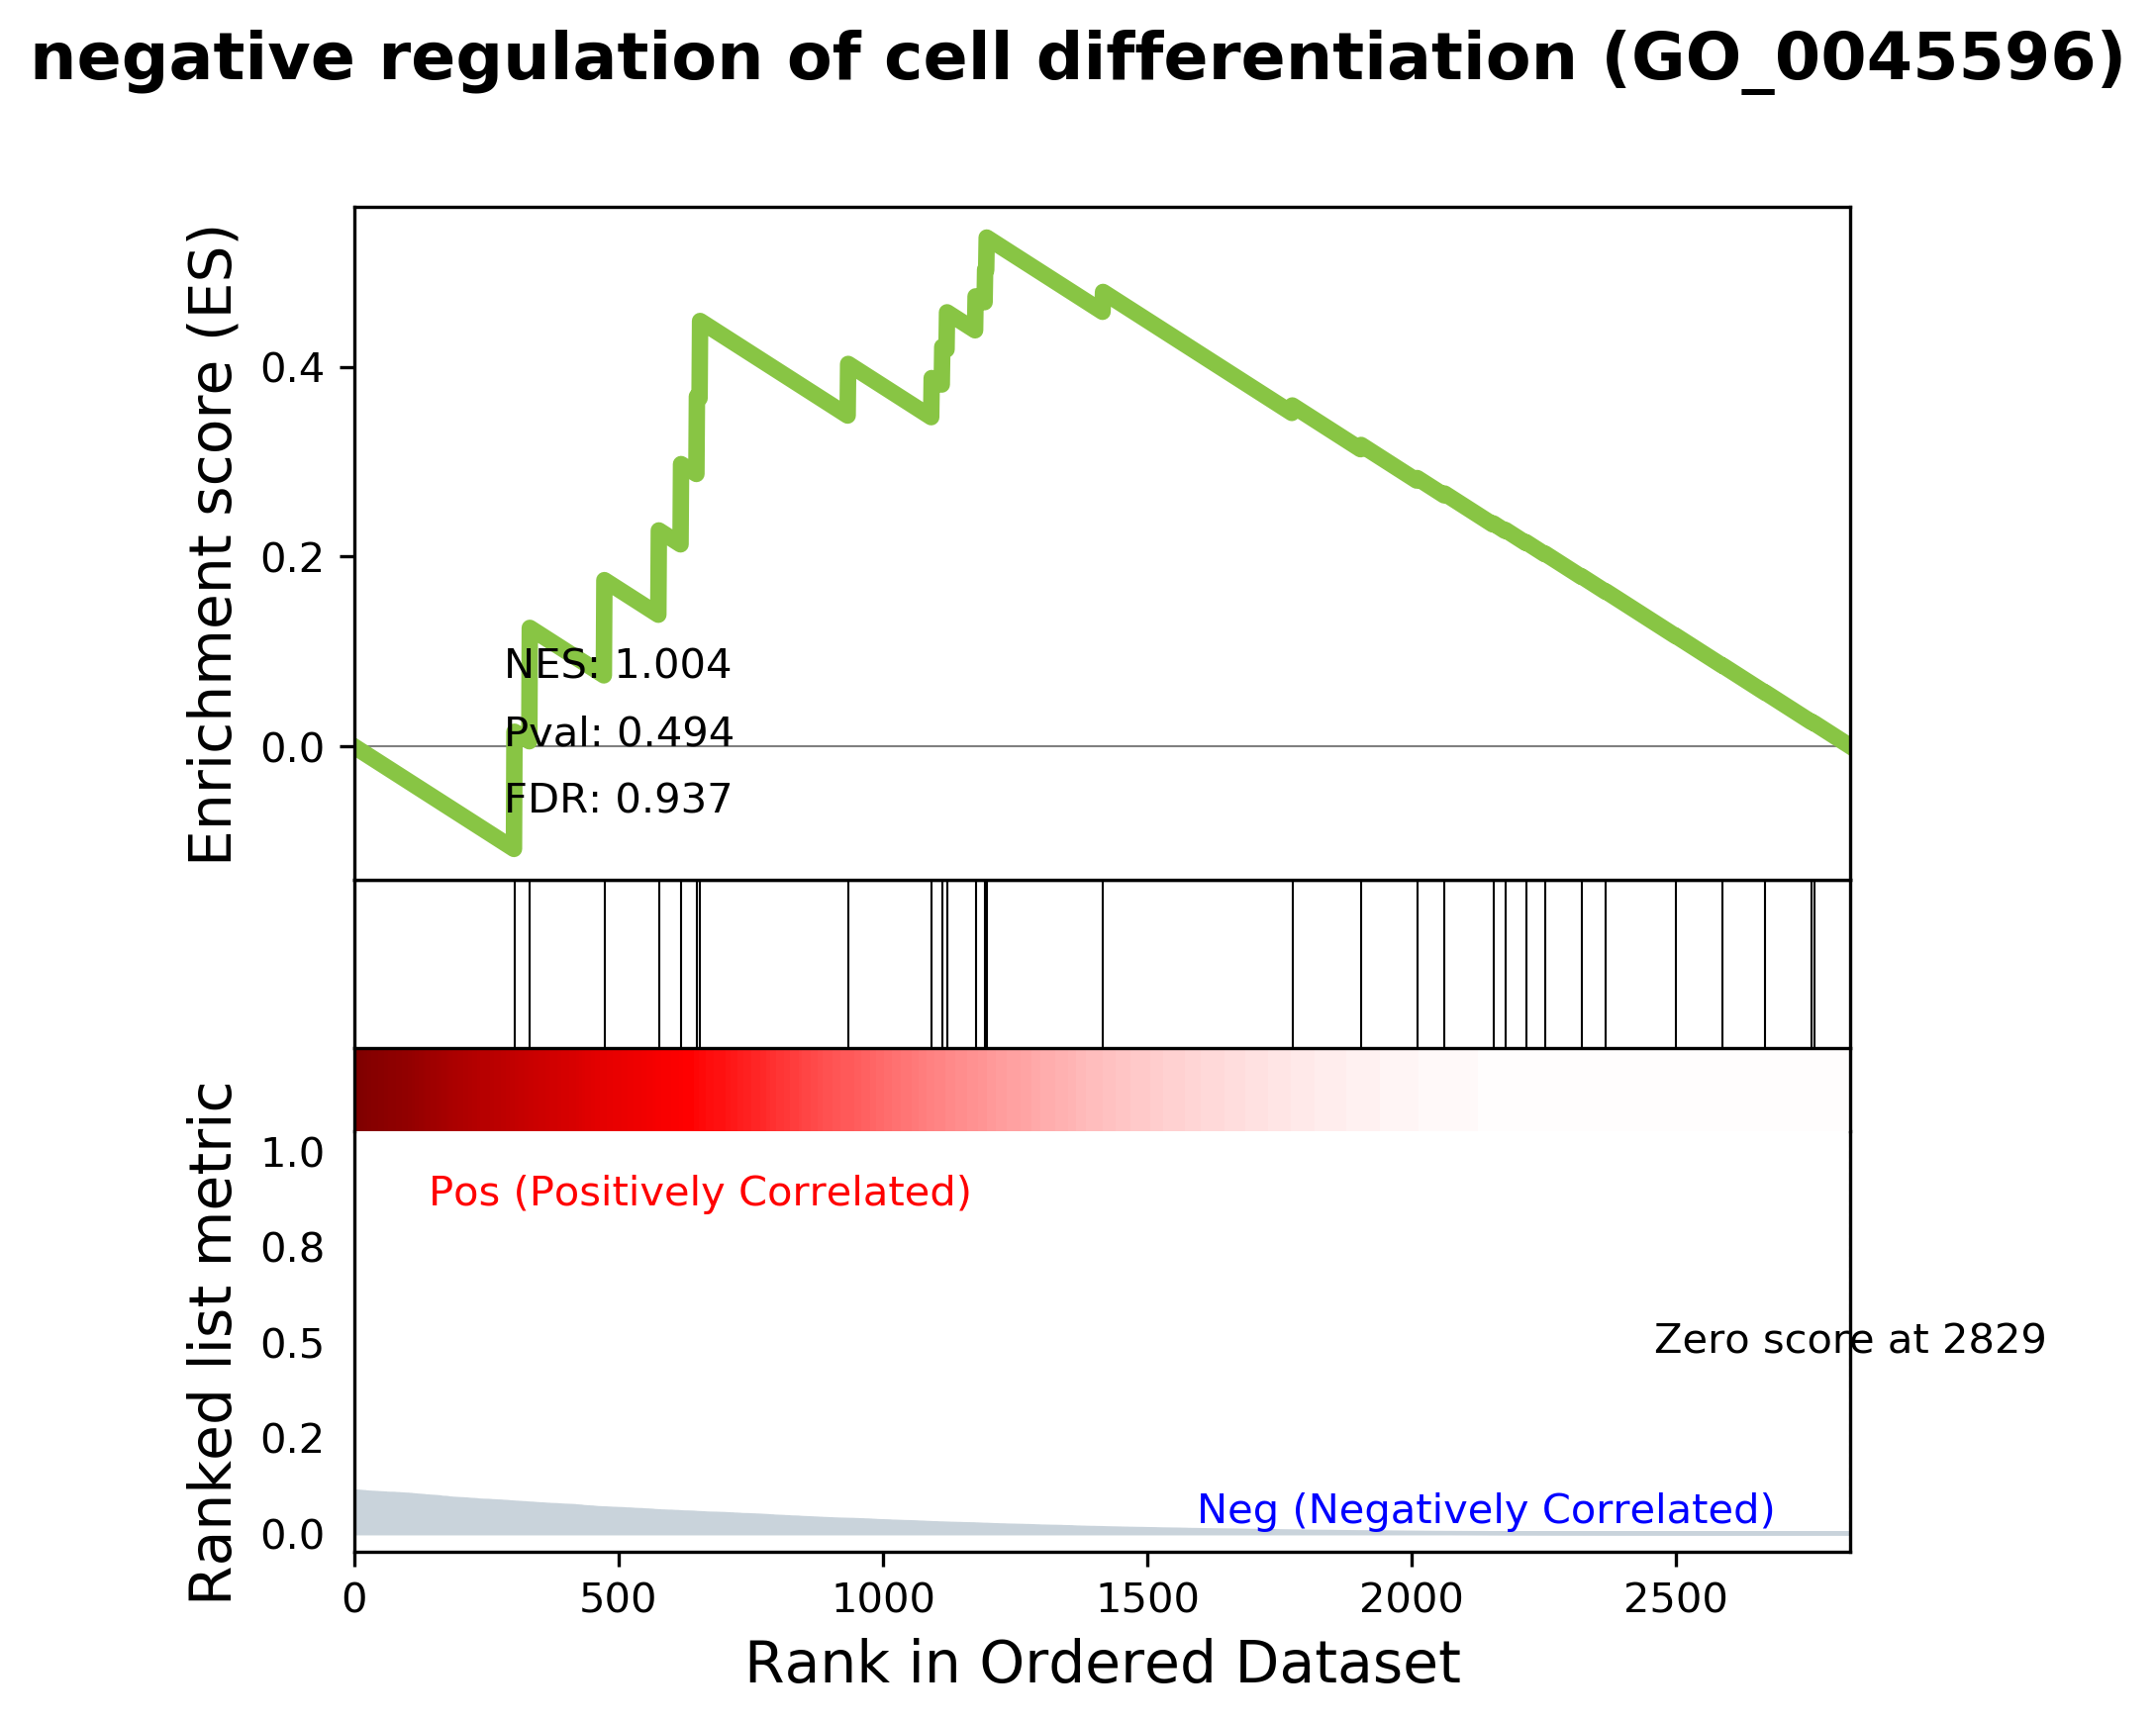 negative regulation of cell differentiation (GO_0045596)
Enrichment score (ES)
0.4
0.2
0.0
NES: 1.004
Pval: 0.494
FDR: 0.937
Ranked list metric
1.0
0.8
0.5
0.2
0.0
Pos (Positively Correlated)
Zero score at 2829
Neg (Negatively Correlated)
0 500 1000 1500 2000 2500
Rank in Ordered Dataset